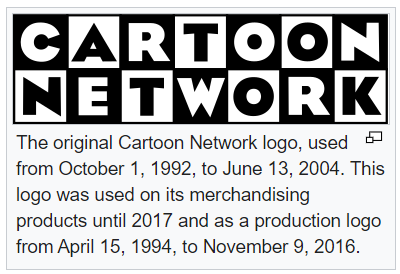 CARTOON
NETWORK
The original Cartoon Network logo, used
from October 1, 1992, to June 13, 2004. This
logo was used on its merchandising
products until 2017 and as a production logo
from April 15, 1994, to November 9, 2016.